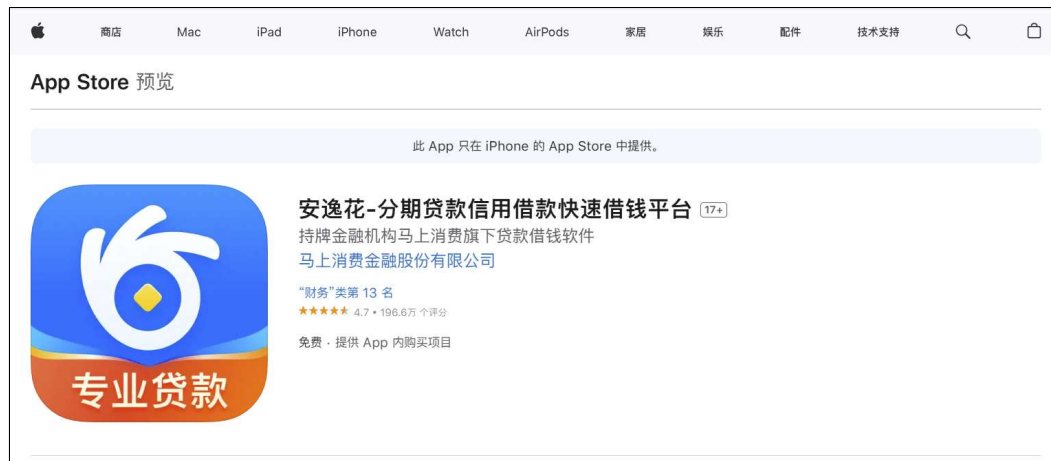 商店 Mac iPad iPhone Watch AirPods 家居 娱乐 配件 技术支持
App Store 预览
此 App 只在 iPhone 的 App Store 中提供。
安逸花-分期贷款信用借款快速借钱平台 17+
持牌金融机构马上消费旗下贷款借钱软件
马上消费金融股份有限公司
“财务”类第 13 名
4.7 • 196.6万 个评分
免费 · 提供 App 内购买项目
专业贷款